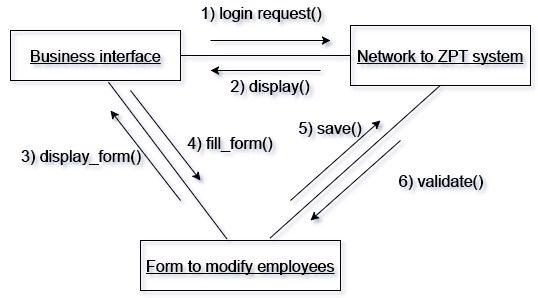 1) login request()
Business interface
Network to ZPT system
2) display()
5) save()
4) fill_form()
3) display_form()
6) validate()
Form to modify employees